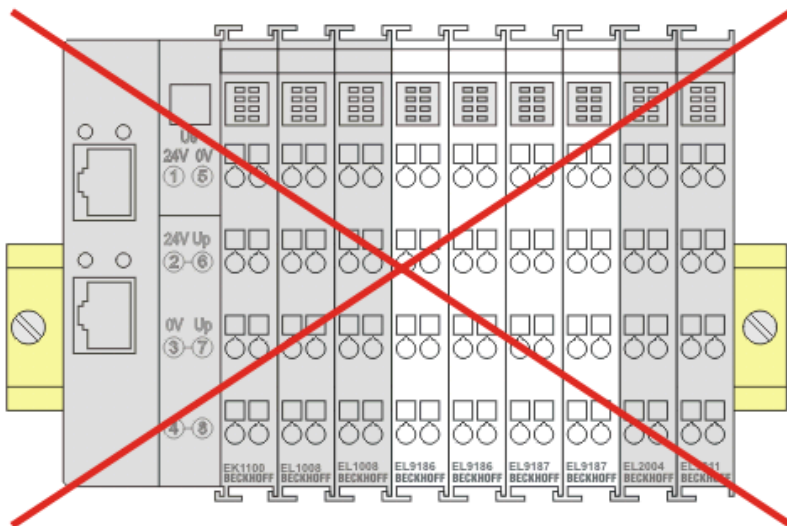 Us
24V 0V
1 5
24V Up
2 6
0V Up
3 7
4 8
EK1100 EL1008 EL1008 EL9186 EL9186 EL9187 EL9187 EL2004
BECKHOFF BECKHOFF BECKHOFF BECKHOFF BECKHOFF BECKHOFF BECKHOFF BECKHOFF BECKHOFF